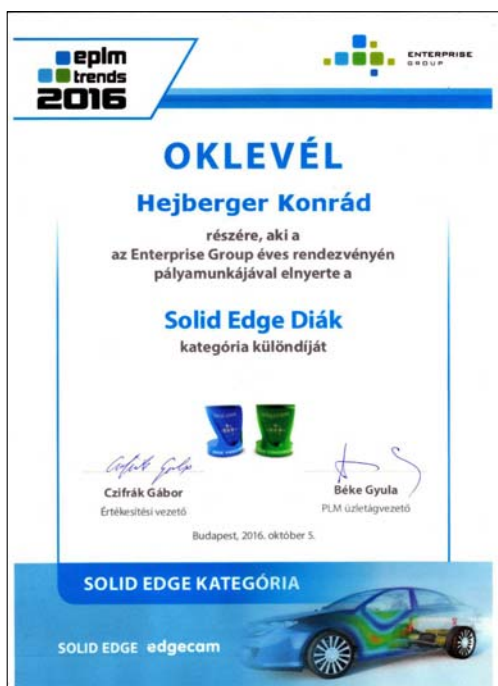 eplm
trends
2016
ENTERPRISE
GROUP
OKLEVÉL
Hejberger Konrád
részére, aki a
az Enterprise Group éves rendezvényén
pályamunkájával elnyerte a
Solid Edge Diák
kategória különdíját
Czifrák Gábor
Értékesítési vezető
Béke Gyula
PLM üzletágvezető
Budapest, 2016. október 5.
SOLID EDGE KATEGÓRIA
SOLID EDGE edgecam